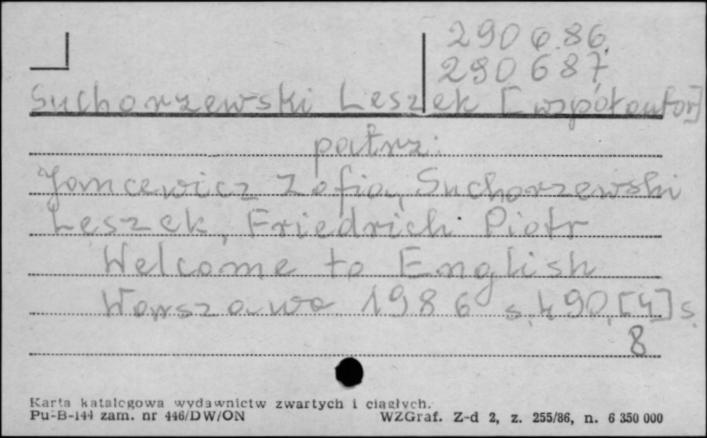 290686.
290687.
Suchorzewski Leszek [współautor]
patrz:
Jancewicz Zofia, Suchorzewski
Leszek, Friedrich Piotr
Welcome to English
Warszawa 1986 s. 490, [4] s.
8
Karta katalogowa wydawnictw zwartych i ciągłych.
Pu-B-144 zam. nr 446/DW/ON
WZGraf. Z-d 2, z. 255/86, n. 6 350 000